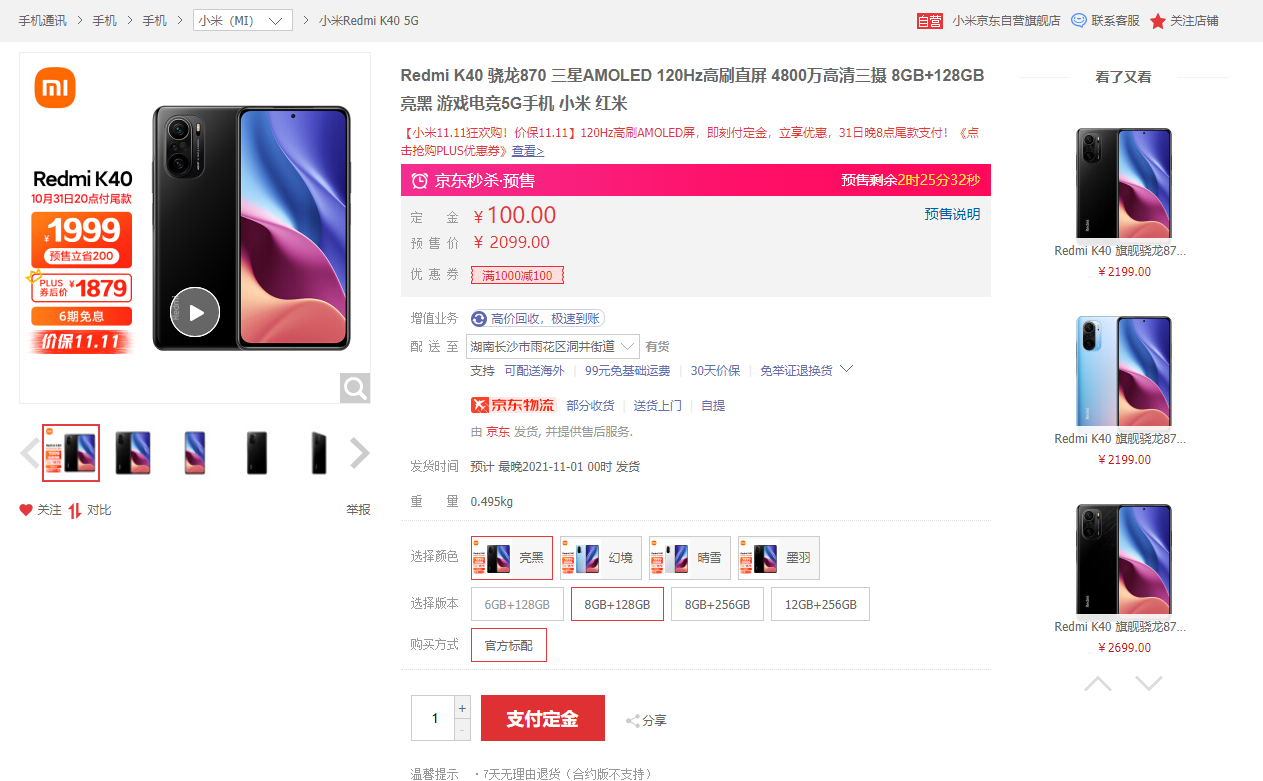 手机通讯 > 手机 > 手机 > 小米（MI） > 小米Redmi K40 5G
自营 小米京东自营旗舰店 联系客服 关注店铺
mi
Redmi K40
10月31日20点付尾款
¥1999
预售立省200
PLUS券后价 ¥1879
6期免息
价保11.11
关注 对比 举报
Redmi K40 骁龙870 三星AMOLED 120Hz高刷直屏 4800万高清三摄 8GB+128GB
亮黑 游戏电竞5G手机 小米 红米
【小米11.11狂欢购！价保11.11】120Hz高刷AMOLED屏，即刻付定金，立享优惠，31日晚8点尾款支付！《点
击抢购PLUS优惠券》查看>
京东秒杀·预售 预售剩余2时25分32秒
定金 ￥100.00 预售说明
预售价 ￥ 2099.00
优惠券 满1000减100
增值业务 高价回收，极速到账
配送至 湖南长沙市雨花区洞井街道 有货
支持 可配送海外 99元免基础运费 30天价保 免举证退换货
京东物流 部分收货 送货上门 自提
由 京东 发货, 并提供售后服务.
发货时间 预计 最晚2021-11-01 00时 发货
重量 0.495kg
选择颜色 亮黑 幻境 晴雪 墨羽
选择版本 6GB+128GB 8GB+128GB 8GB+256GB 12GB+256GB
购买方式 官方标配
1 + - 支付定金 分享
温馨提示 ·7天无理由退货（合约版不支持）
看了又看
Redmi K40 旗舰骁龙87...
￥2199.00
Redmi K40 旗舰骁龙87...
￥2199.00
Redmi K40 旗舰骁龙87...
￥2699.00